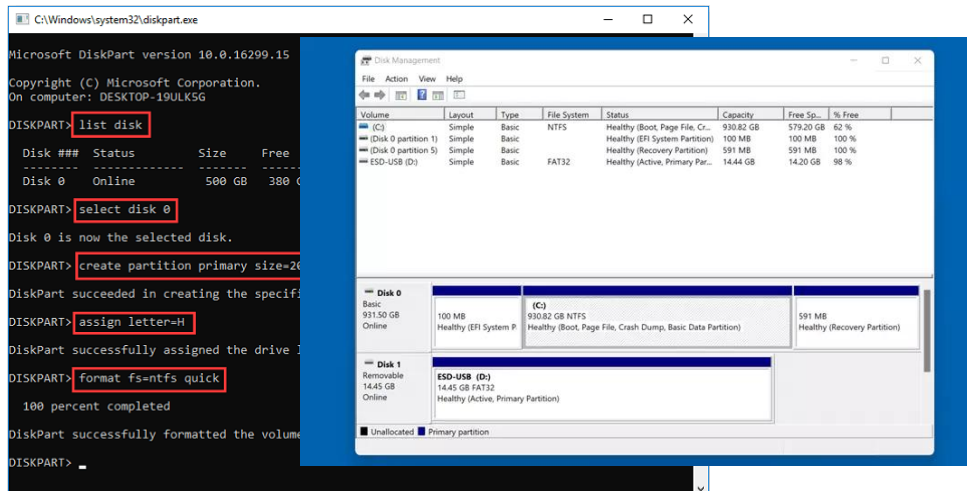 C:\Windows\system32\diskpart.exe
Microsoft DiskPart version 10.0.16299.15
Copyright (C) Microsoft Corporation.
On computer: DESKTOP-19ULK5G
DISKPART> list disk
Disk ### Status Size Free
-------- ------------- ------- -------
Disk 0 Online 500 GB 380
DISKPART> select disk 0
Disk 0 is now the selected disk.
DISKPART> create partition primary
DiskPart succeeded in creating the
DISKPART> assign letter=H
DiskPart successfully assigned the drive
DISKPART> format fs=ntfs quick
100 percent completed
DiskPart successfully formatted the volume
DISKPART>
Disk Management
File Action View Help
Volume Layout Type File System Status Capacity Free Sp... % Free
(C:) Simple Basic NTFS Healthy (Boot, Page File, Cr... 930.82 GB 579.20 GB 62 %
(Disk 0 partition 1) Simple Basic Healthy (EFI System Partition) 100 MB 100 MB 100 %
(Disk 0 partition 5) Simple Basic Healthy (Recovery Partition) 591 MB 591 MB 100 %
ESD-USB (D:) Simple Basic FAT32 Healthy (Active, Primary Par... 14.44 GB 14.20 GB 98 %
Disk 0
Basic
931.50 GB
Online
100 MB
Healthy (EFI System P
(C:)
930.82 GB NTFS
Healthy (Boot, Page File, Crash Dump, Basic Data Partition)
591 MB
Healthy (Recovery Partition)
Disk 1
Removable
14.45 GB
Online
ESD-USB (D:)
14.45 GB FAT32
Healthy (Active, Primary Partition)
Unallocated Primary partition